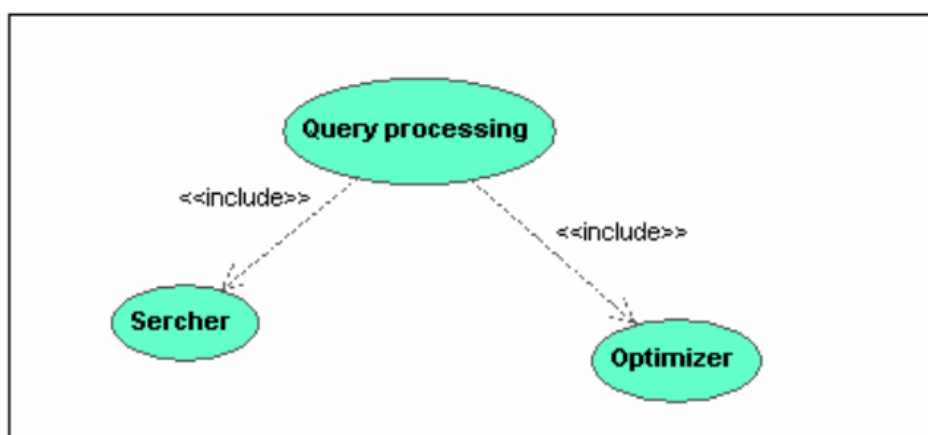 Query processing
<<include>>
<<include>>
Sercher
Optimizer